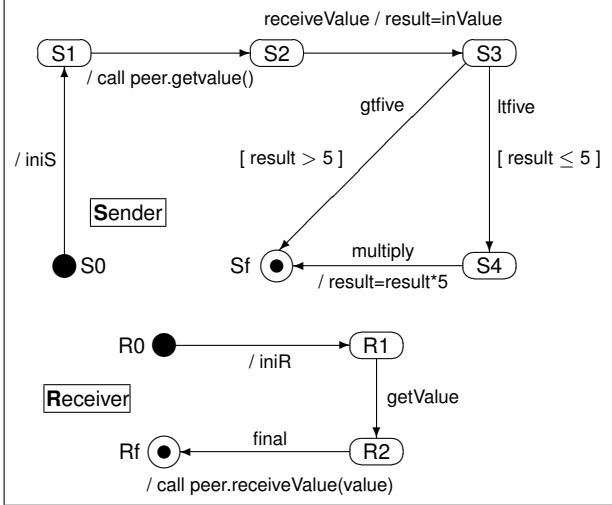 receiveValue / result=inValue
S1
S2
S3
/ call peer.getvalue()
gtfive
ltfive
/ iniS
[ result > 5 ]
[ result ≤ 5 ]
Sender
S0
Sf
multiply
S4
/ result=result*5
R0
R1
/ iniR
Receiver
getValue
Rf
final
R2
/ call peer.receiveValue(value)